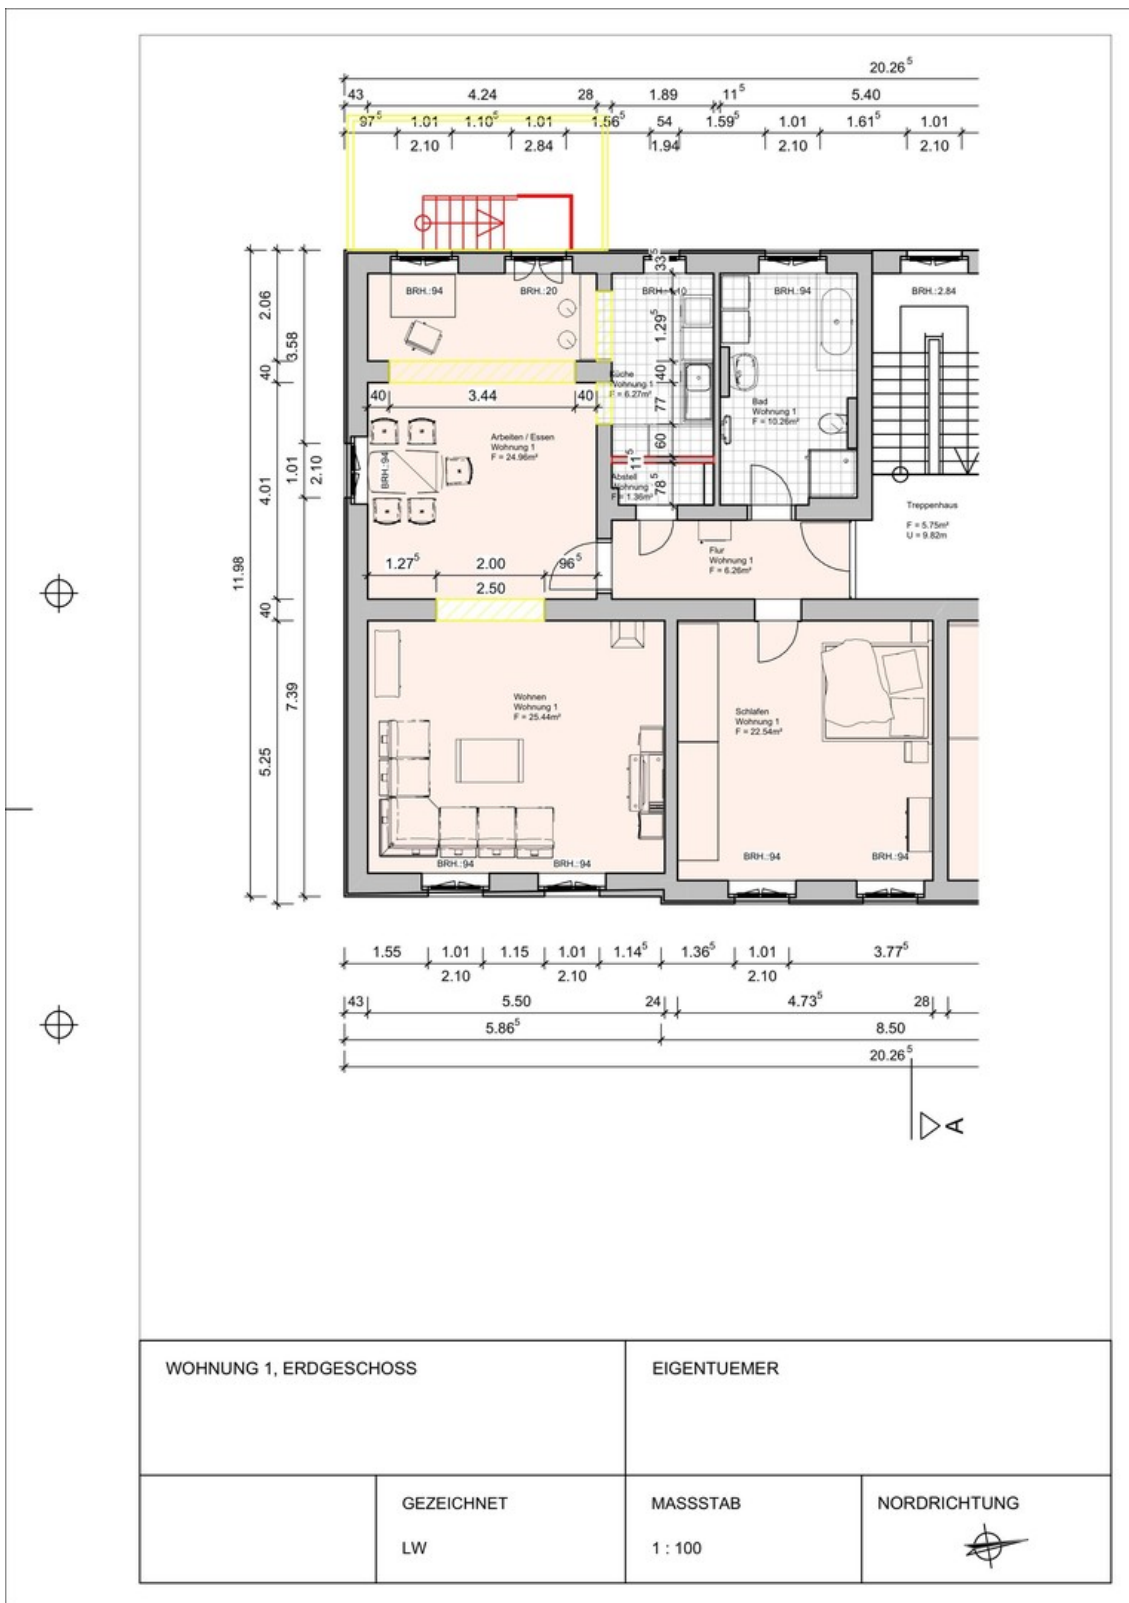 20.26⁵
43 4.24 28 1.89 11⁵ 5.40
97⁵ 1.01 1.10⁵ 1.01 1.56⁵ 54 1.59⁵ 1.01 1.61⁵ 1.01
2.10 2.84 1.94 2.10 2.10
33⁵
BRH.:94 BRH.:20 BRH.:1.10 BRH.:94 BRH.:2.84
2.06
3.58
1.29⁵
40
40
Küche
Wohnung 1
F = 6.27m²
40 3.44 40
77
Bad
Wohnung 1
F = 10.26m²
Arbeiten / Essen
Wohnung 1
F = 24.96m²
60
BRH.:94
1.01
2.10
4.01
11⁵
Abstell
Wohnung
F = 1.36m²
78⁵
Treppenhaus
F = 5.75m²
U = 9.82m
11.98
1.27⁵ 2.00 96⁵
2.50
Flur
Wohnung 1
F = 6.26m²
40
7.39
5.25
Wohnen
Wohnung 1
F = 25.44m²
Schlafen
Wohnung 1
F = 22.54m²
BRH.:94 BRH.:94 BRH.:94 BRH.:94
1.55 1.01 1.15 1.01 1.14⁵ 1.36⁵ 1.01 3.77⁵
2.10 2.10 2.10
43 5.50 24 4.73⁵ 28
5.86⁵ 8.50
20.26⁵
A
WOHNUNG 1, ERDGESCHOSS
EIGENTUEMER
GEZEICHNET
LW
MASSSTAB
1 : 100
NORDRICHTUNG